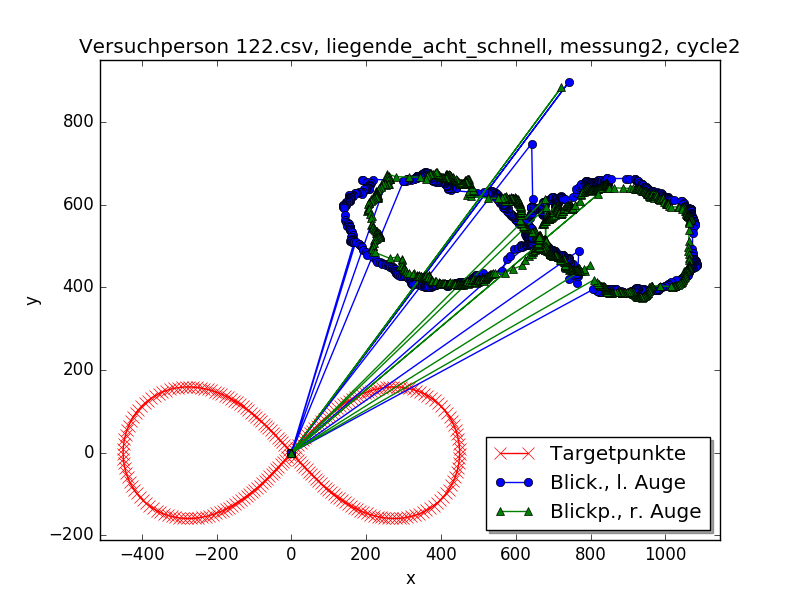 Versuchperson 122.csv, liegende_acht_schnell, messung2, cycle2
800
600
400
200
0
−200
y
−400 −200 0 200 400 600 800 1000
x
Targetpunkte
Blick., l. Auge
Blickp., r. Auge